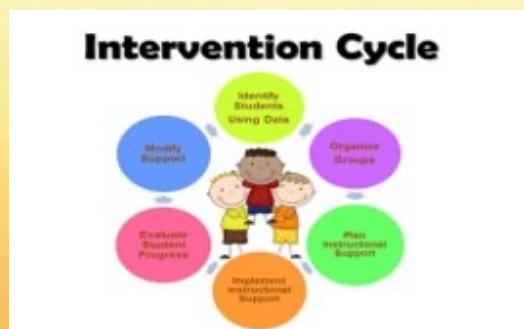 Intervention Cycle
Identify
Students
Using Data
Organize
Groups
Plan
Instructional
Support
Implement
Instructional
Support
Evaluate
Student
Progress
Modify
Support